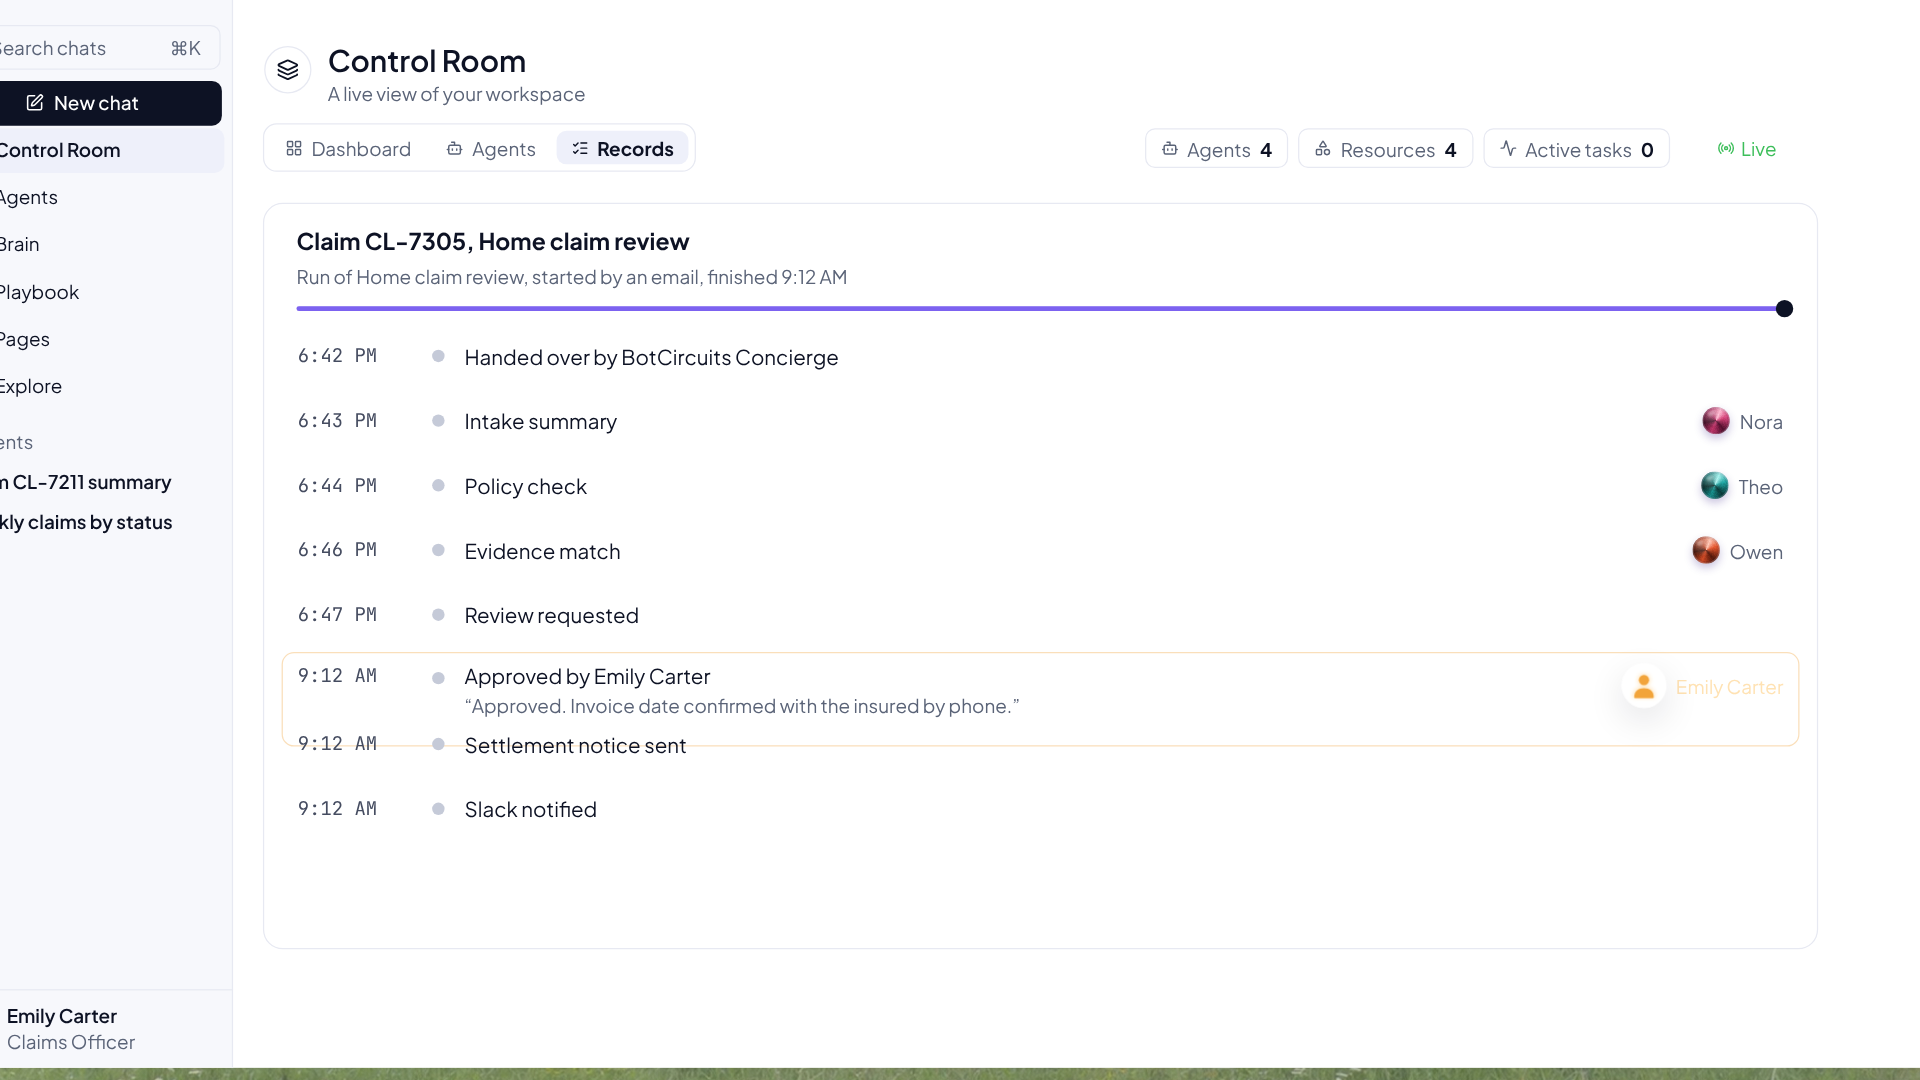 Search chats ⌘K
New chat
Control Room
Agents
Brain
Playbook
Pages
Explore
CL-7211 summary
claims by status
Emily Carter
Claims Officer
Control Room
A live view of your workspace
Dashboard Agents Records
Agents 4 Resources 4 Active tasks 0 Live
Claim CL-7305, Home claim review
Run of Home claim review, started by an email, finished 9:12 AM
6:42 PM Handed over by BotCircuits Concierge
6:43 PM Intake summary Nora
6:44 PM Policy check Theo
6:46 PM Evidence match Owen
6:47 PM Review requested
9:12 AM Approved by Emily Carter Emily Carter
“Approved. Invoice date confirmed with the insured by phone.”
9:12 AM Settlement notice sent
9:12 AM Slack notified